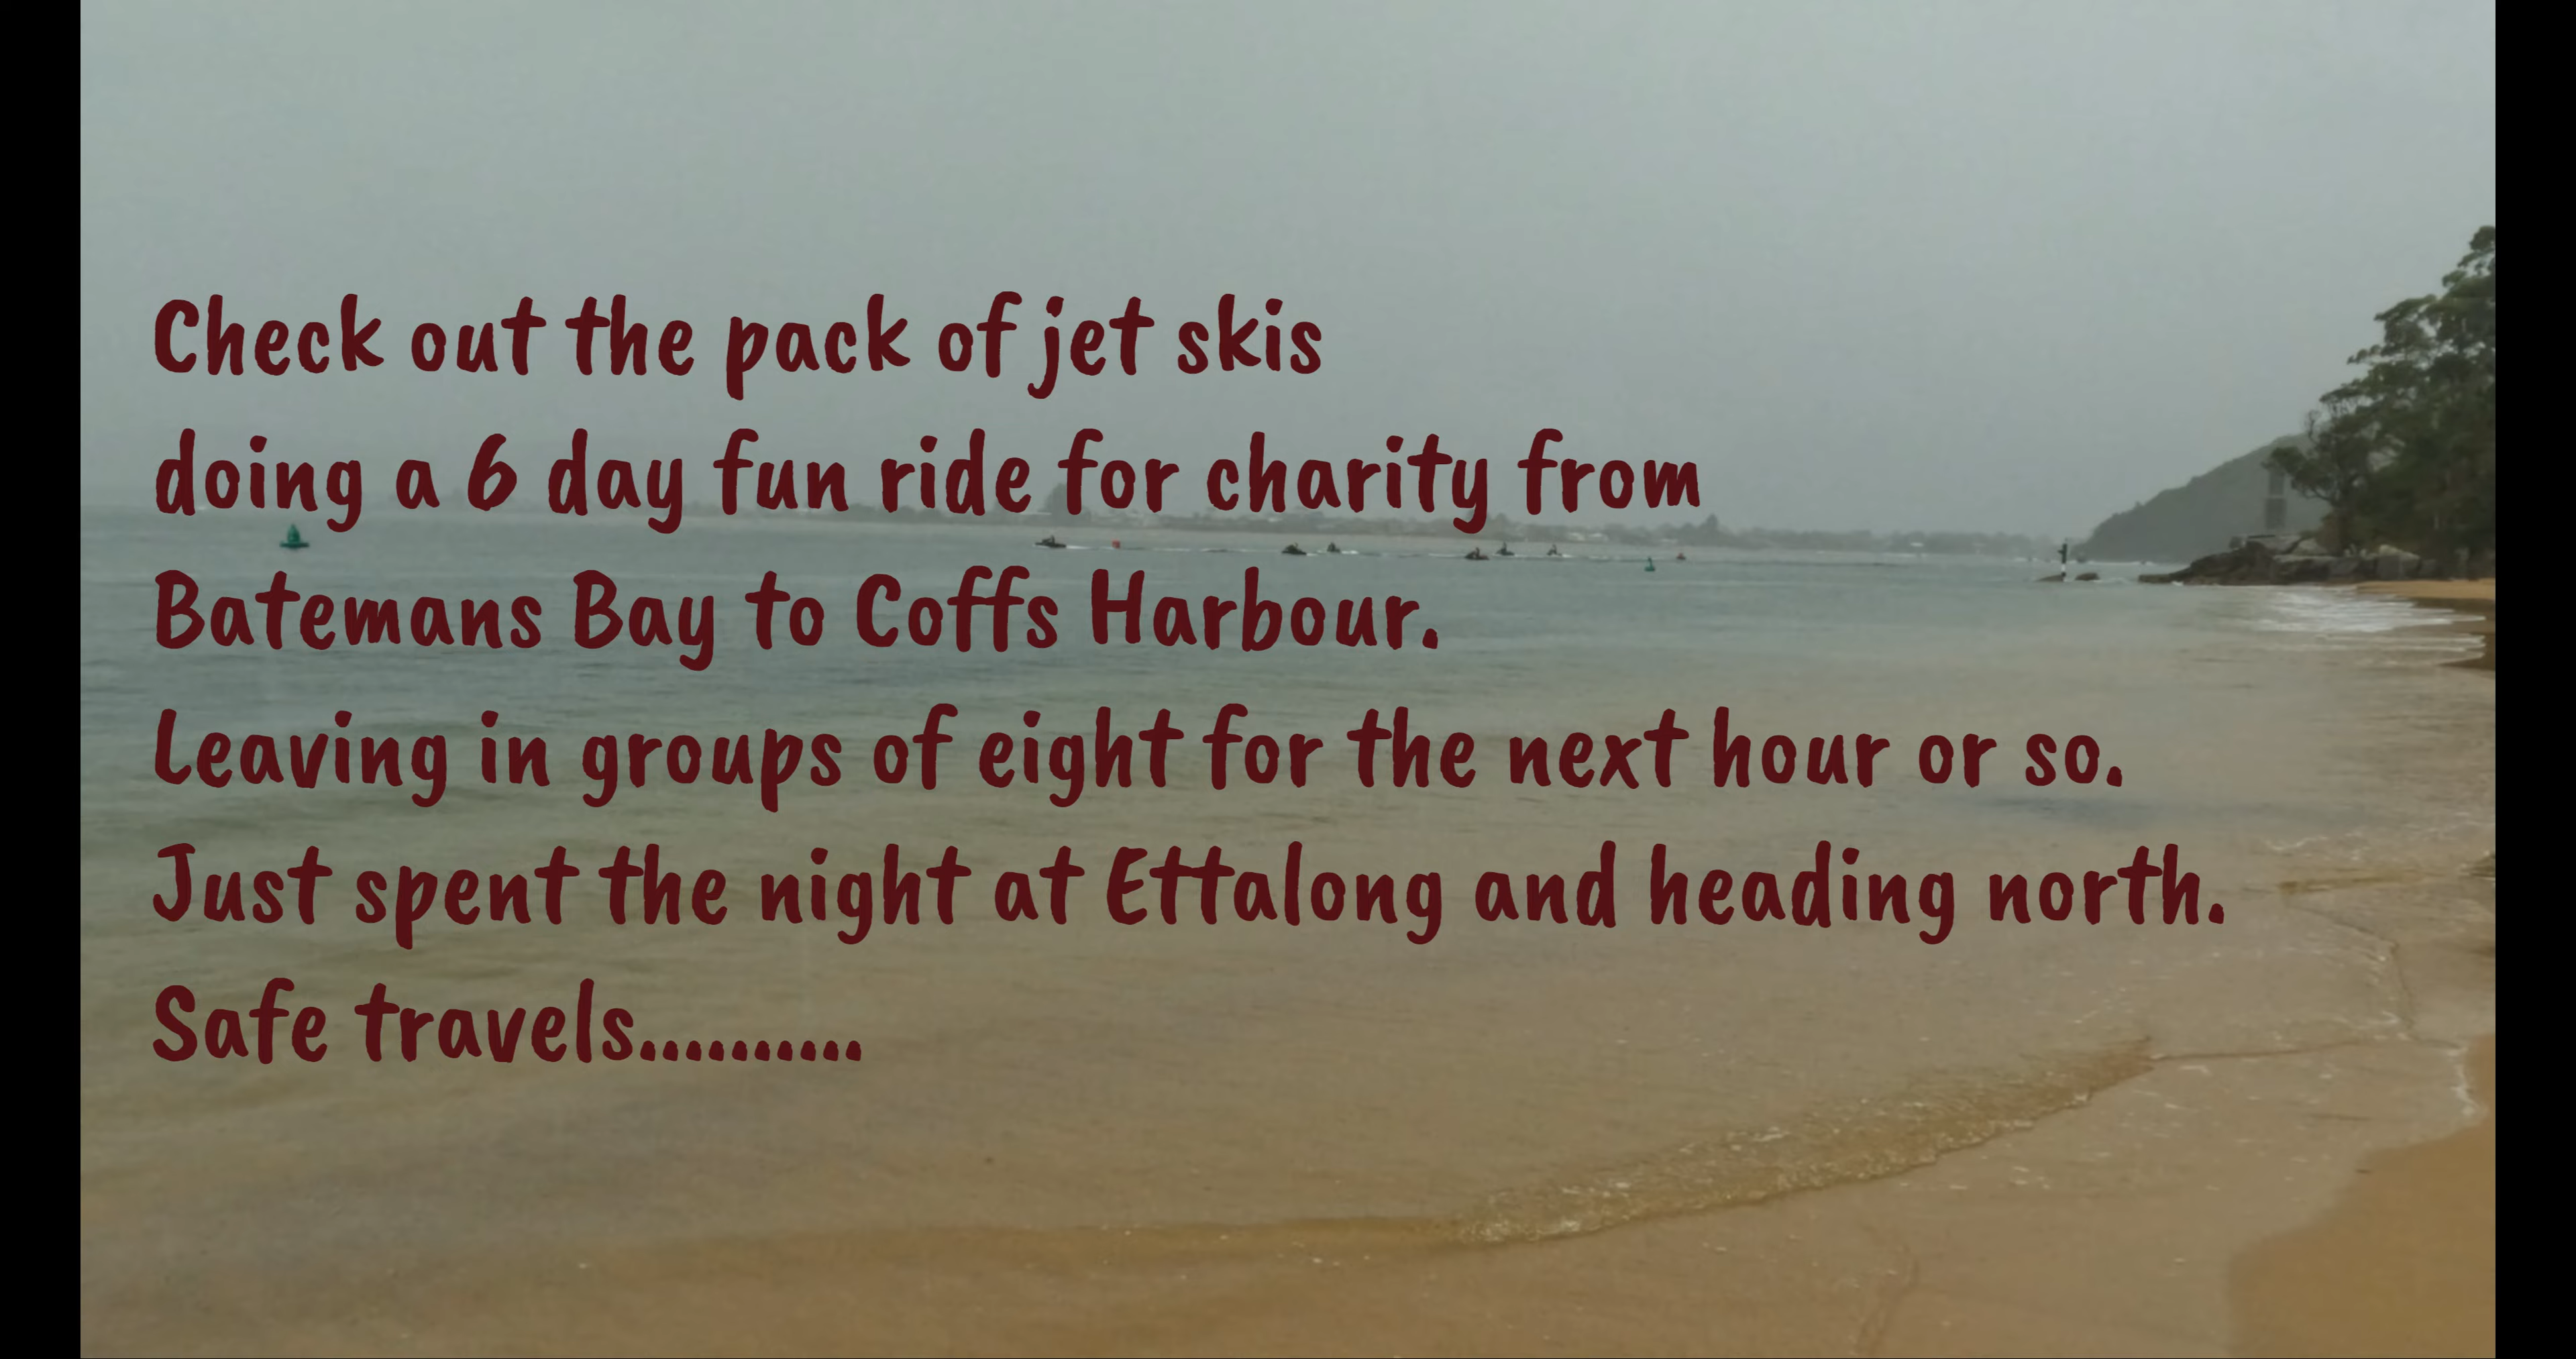 Check out the pack of jet skis
doing a 6 day fun ride for charity from
Batemans Bay to Coffs Harbour.
Leaving in groups of eight for the next hour or so.
Just spent the night at Ettalong and heading north.
Safe travels..........